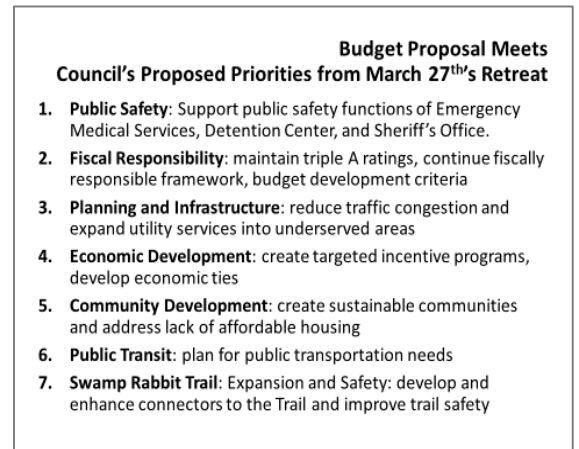 Budget Proposal Meets
Council's Proposed Priorities from March 27th's Retreat
1. Public Safety: Support public safety functions of Emergency
Medical Services, Detention Center, and Sheriff's Office.
2. Fiscal Responsibility: maintain triple A ratings, continue fiscally
responsible framework, budget development criteria
3. Planning and Infrastructure: reduce traffic congestion and
expand utility services into underserved areas
4. Economic Development: create targeted incentive programs,
develop economic ties
5. Community Development: create sustainable communities
and address lack of affordable housing
6. Public Transit: plan for public transportation needs
7. Swamp Rabbit Trail: Expansion and Safety: develop and
enhance connectors to the Trail and improve trail safety